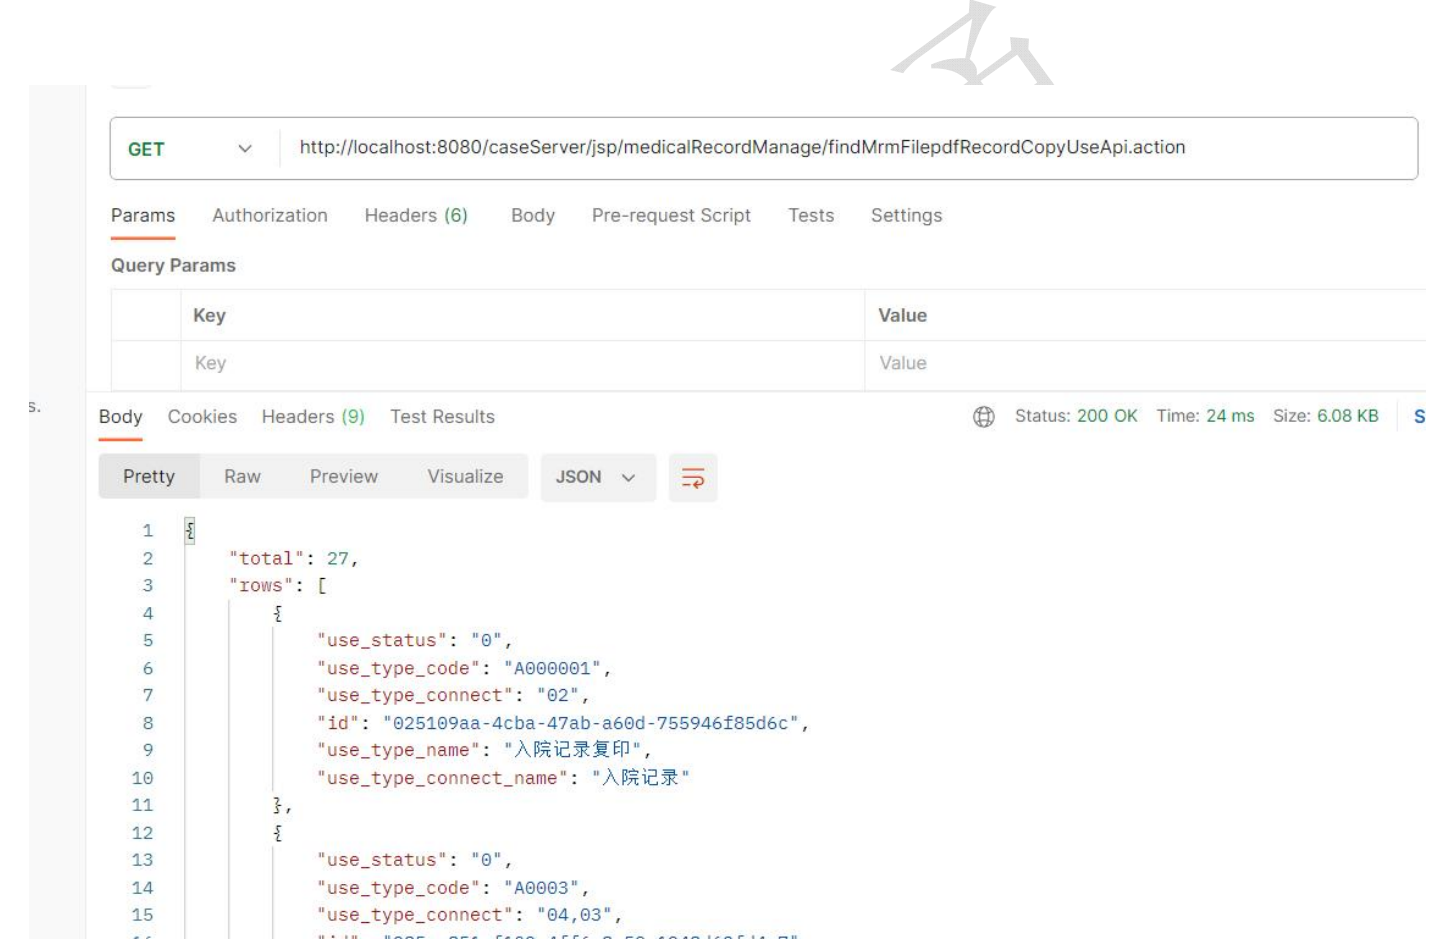 GET http://localhost:8080/caseServer/jsp/medicalRecordManage/findMrmFilepdfRecordCopyUseApi.action
Params Authorization Headers (6) Body Pre-request Script Tests Settings
Query Params
Key Value
Key Value
s.
Body Cookies Headers (9) Test Results Status: 200 OK Time: 24 ms Size: 6.08 KB S
Pretty Raw Preview Visualize JSON
1 {
2 "total": 27,
3 "rows": [
4 {
5 "use_status": "0",
6 "use_type_code": "A000001",
7 "use_type_connect": "02",
8 "id": "025109aa-4cba-47ab-a60d-755946f85d6c",
9 "use_type_name": "入院记录复印",
10 "use_type_connect_name": "入院记录"
11 },
12 {
13 "use_status": "0",
14 "use_type_code": "A0003",
15 "use_type_connect": "04,03",